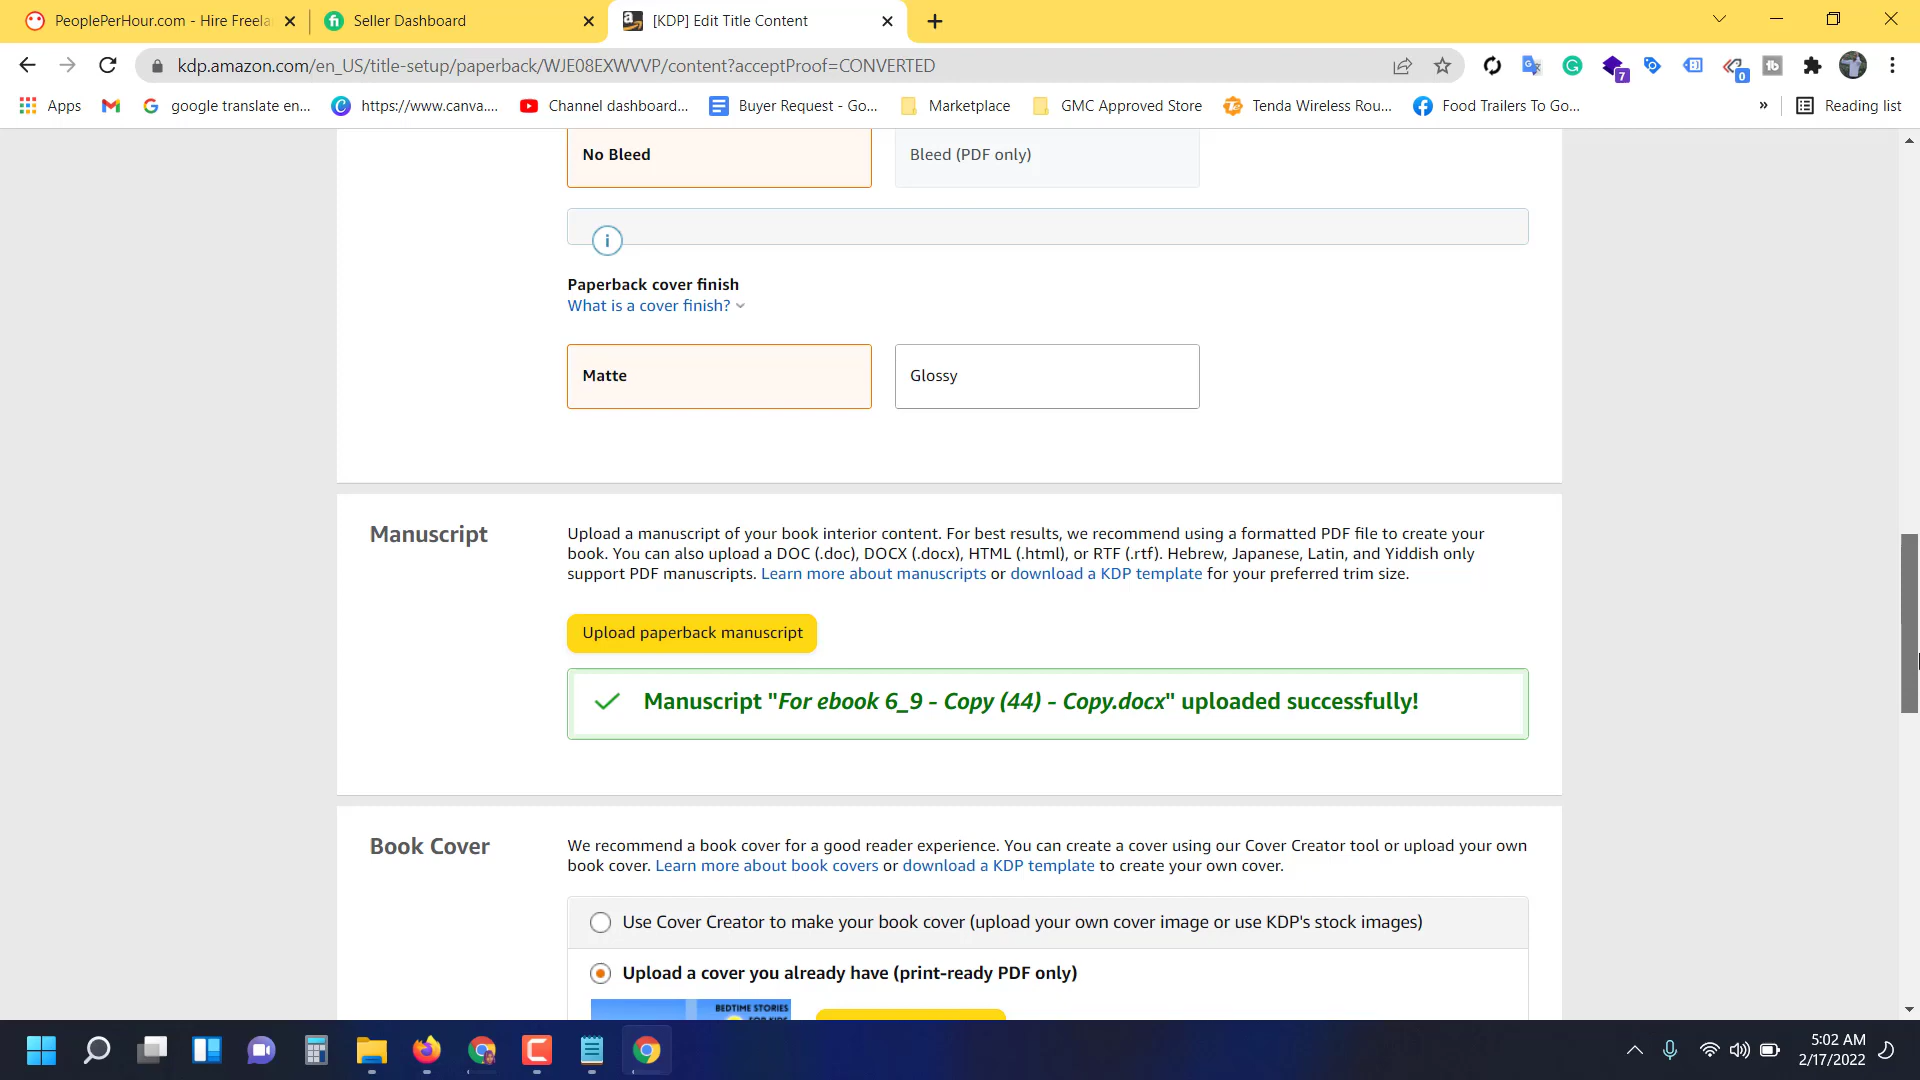 PeoplePerHour.com - Hire Freela
Seller Dashboard
[KDP] Edit Title Content
kdp.amazon.com/en_US/title-setup/paperback/WJE08EXWVVP/content?acceptProof=CONVERTED
7
0
Apps
google translate en...
https://www.canva....
Channel dashboard...
Buyer Request - Go...
Marketplace
GMC Approved Store
Tenda Wireless Rou...
Food Trailers To Go...
»
Reading list
No Bleed
Bleed (PDF only)
Paperback cover finish
What is a cover finish?
Matte
Glossy
Manuscript
Upload a manuscript of your book interior content. For best results, we recommend using a formatted PDF file to create your
book. You can also upload a DOC (.doc), DOCX (.docx), HTML (.html), or RTF (.rtf). Hebrew, Japanese, Latin, and Yiddish only
support PDF manuscripts. Learn more about manuscripts or download a KDP template for your preferred trim size.
Upload paperback manuscript
Manuscript "For ebook 6_9 - Copy (44) - Copy.docx" uploaded successfully!
Book Cover
We recommend a book cover for a good reader experience. You can create a cover using our Cover Creator tool or upload your own
book cover. Learn more about book covers or download a KDP template to create your own cover.
Use Cover Creator to make your book cover (upload your own cover image or use KDP's stock images)
Upload a cover you already have (print-ready PDF only)
BEDTIME STORIES
FOR KIDS
5:02 AM
2/17/2022